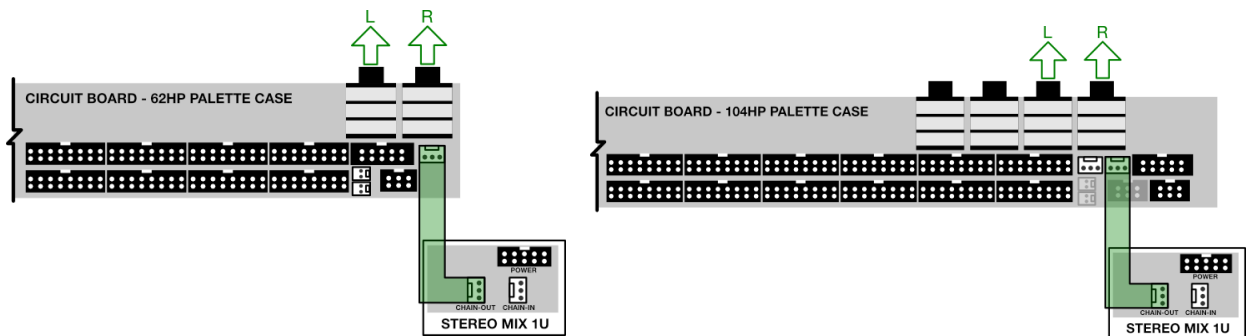 L R
CIRCUIT BOARD - 62HP PALETTE CASE
POWER
CHAIN-OUT CHAIN-IN
STEREO MIX 1U
L R
CIRCUIT BOARD - 104HP PALETTE CASE
POWER
CHAIN-OUT CHAIN-IN
STEREO MIX 1U